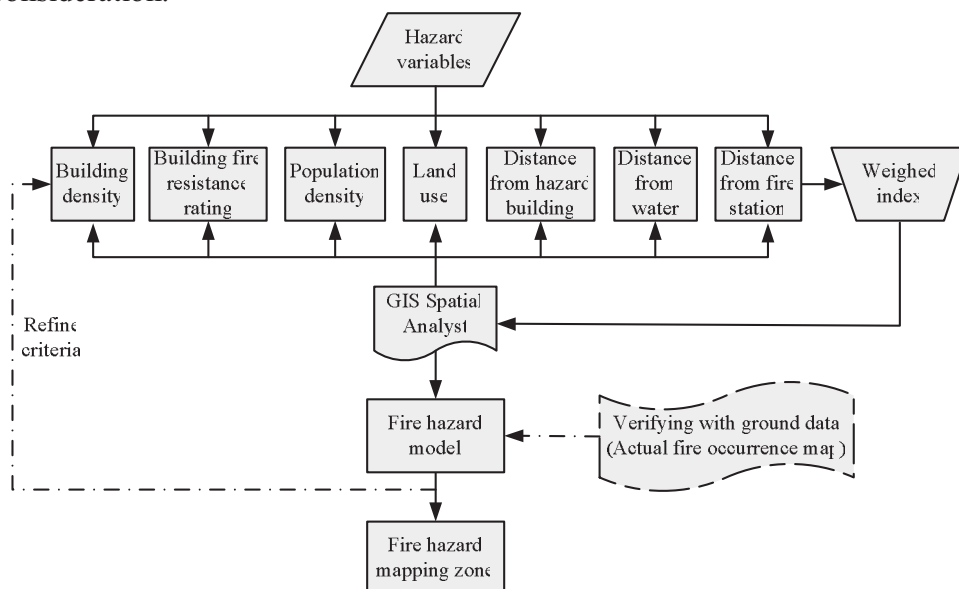 onsideration.
Hazard
variables
Building
density
Building fire
resistance
rating
Population
density
Land
use
Distance
from hazard
building
Distance
from
water
Distance
from fire
station
Weighed
index
GIS Spatial
Analyst
Refine
criteria
Fire hazard
model
Verifying with ground data
(Actual fire occurrence map)
Fire hazard
mapping zone